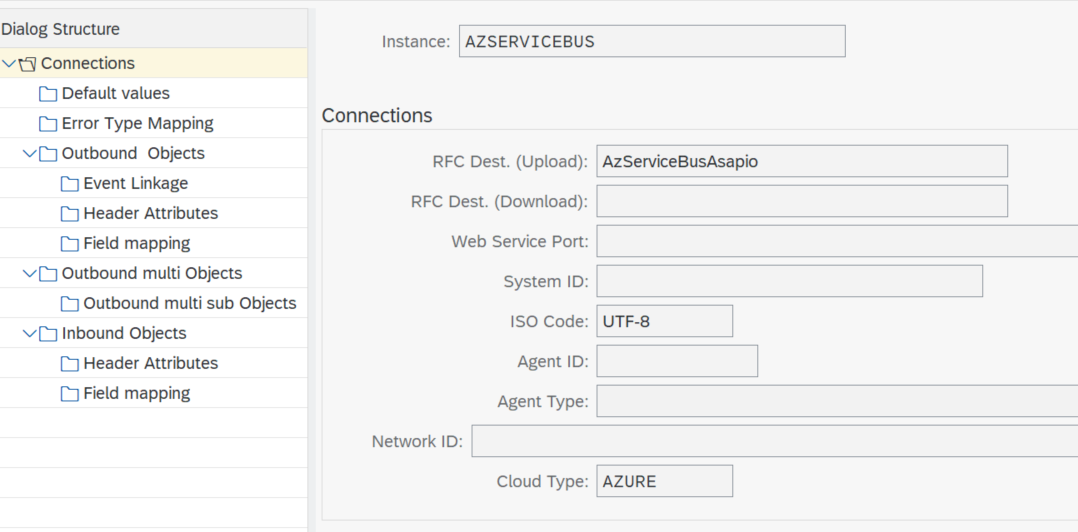 Dialog Structure
Connections
Default values
Error Type Mapping
Outbound  Objects
Event Linkage
Header Attributes
Field mapping
Outbound multi Objects
Outbound multi sub Objects
Inbound Objects
Header Attributes
Field mapping
Instance: AZSERVICEBUS
Connections
RFC Dest. (Upload): AzServiceBusAsapio
RFC Dest. (Download):
Web Service Port:
System ID:
ISO Code: UTF-8
Agent ID:
Agent Type:
Network ID:
Cloud Type: AZURE